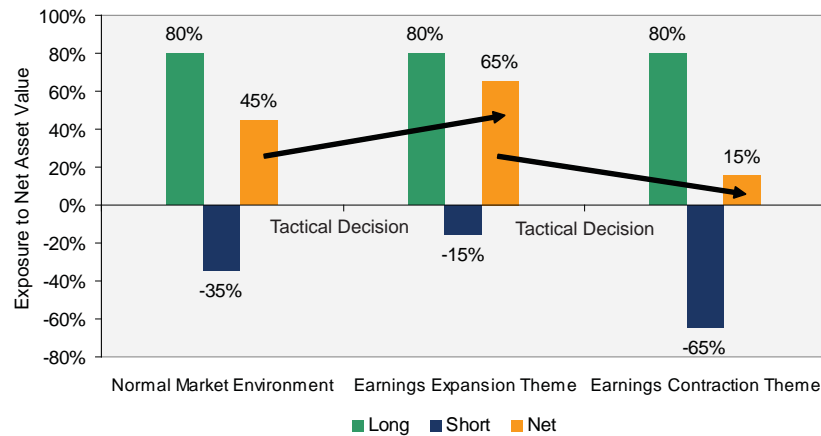 Exposure to Net Asset Value
100%
80%
60%
40%
20%
0%
-20%
-40%
-60%
-80%
80%
-35%
45%
80%
-15%
65%
80%
-65%
15%
Tactical Decision
Tactical Decision
Normal Market Environment
Earnings Expansion Theme
Earnings Contraction Theme
Long
Short
Net